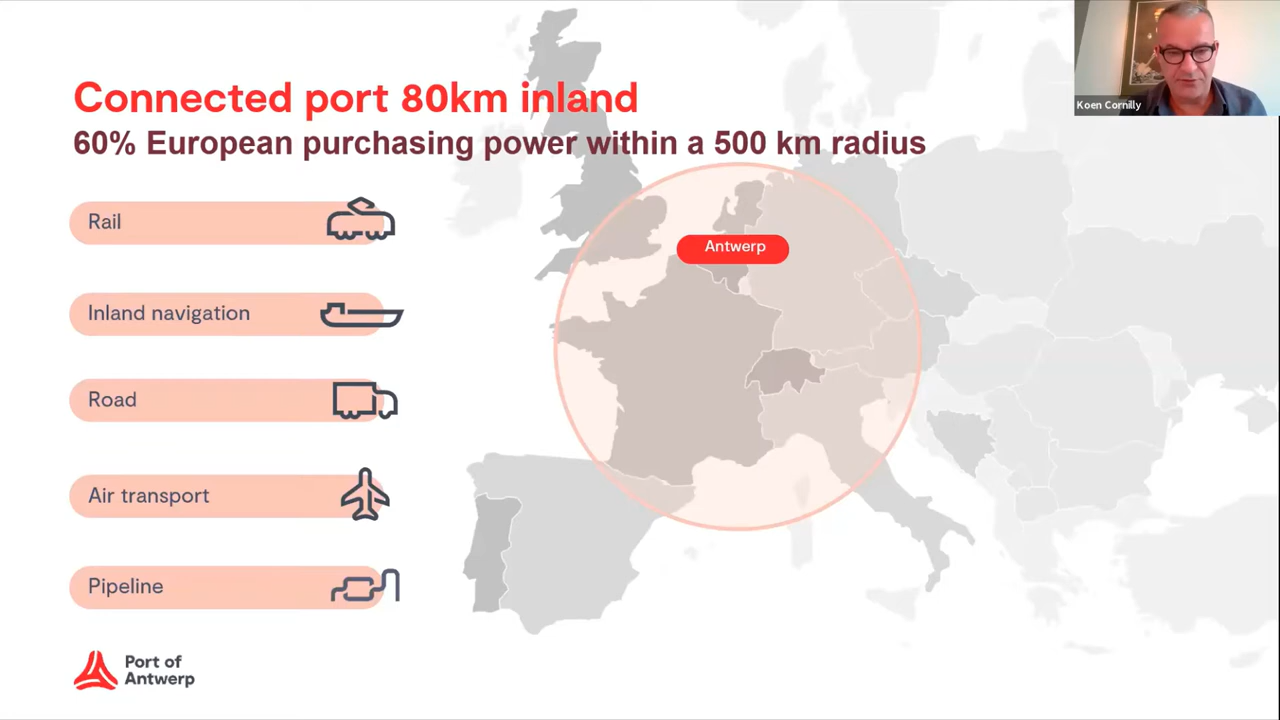 Connected port 80km inland
60% European purchasing power within a 500 km radius
Koen Cornilly
Rail
Antwerp
Inland navigation
Road
Air transport
Pipeline
Port of
Antwerp